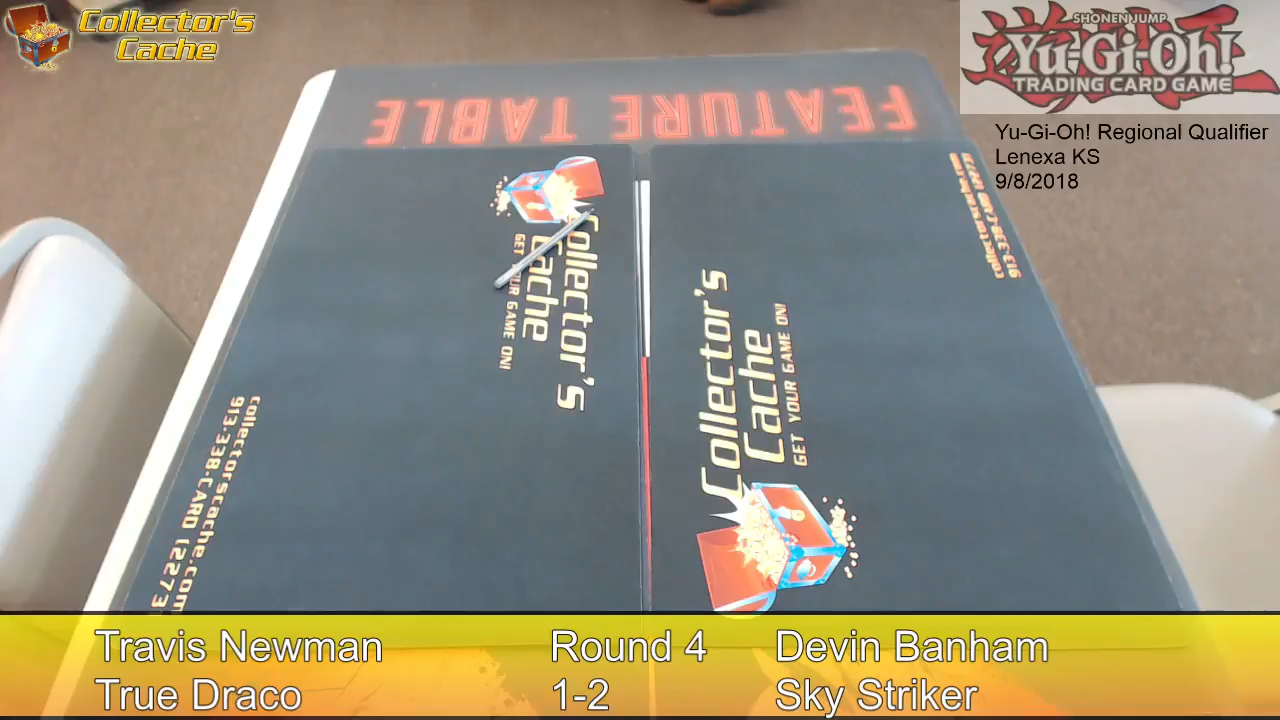 Collector's
Cache
SHONEN JUMP
Yu-Gi-Oh!
TRADING CARD GAME
Yu-Gi-Oh! Regional Qualifier
Lenexa KS
9/8/2018
FEATURE TABLE
Collector's
Cache
GET YOUR GAME ON!
collectorscache.com
913.338.CARD (2273
Collector's
Cache
GET YOUR GAME ON!
Travis Newman
Round 4
Devin Banham
True Draco
1-2
Sky Striker